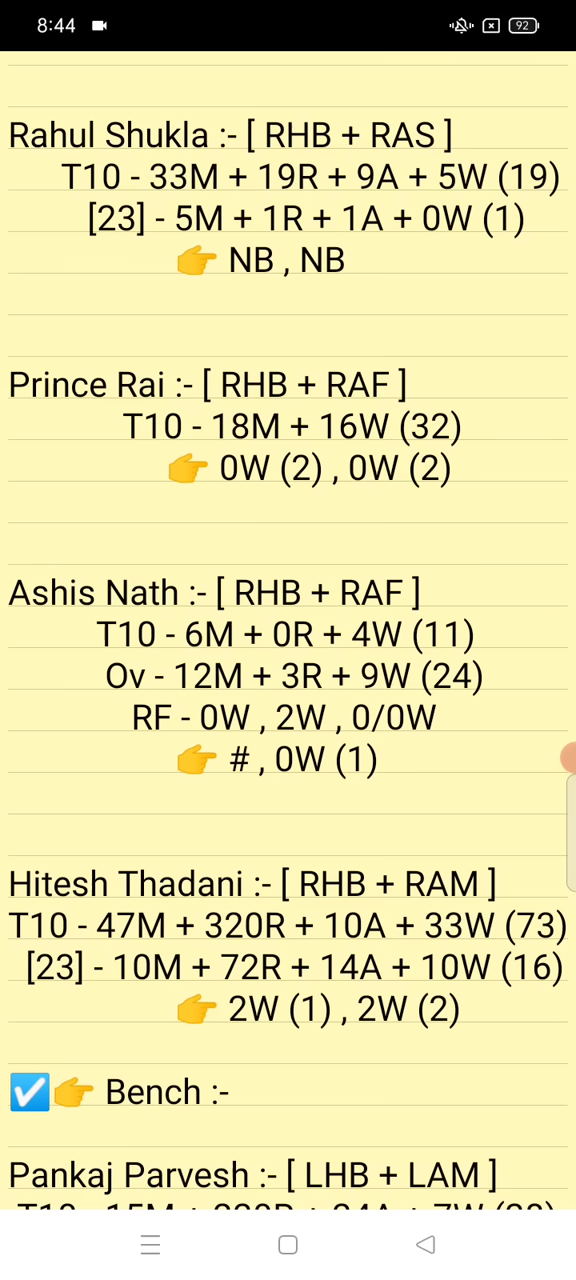 8:44
92
Rahul Shukla :- [ RHB + RAS ]
T10 - 33M + 19R + 9A + 5W (19)
[23] - 5M + 1R + 1A + 0W (1)
👉 NB , NB
Prince Rai :- [ RHB + RAF ]
T10 - 18M + 16W (32)
👉 0W (2) , 0W (2)
Ashis Nath :- [ RHB + RAF ]
T10 - 6M + 0R + 4W (11)
Ov - 12M + 3R + 9W (24)
RF - 0W , 2W , 0/0W
👉 # , 0W (1)
Hitesh Thadani :- [ RHB + RAM ]
T10 - 47M + 320R + 10A + 33W (73)
[23] - 10M + 72R + 14A + 10W (16)
👉 2W (1) , 2W (2)
☑️👉 Bench :-
Pankaj Parvesh :- [ LHB + LAM ]